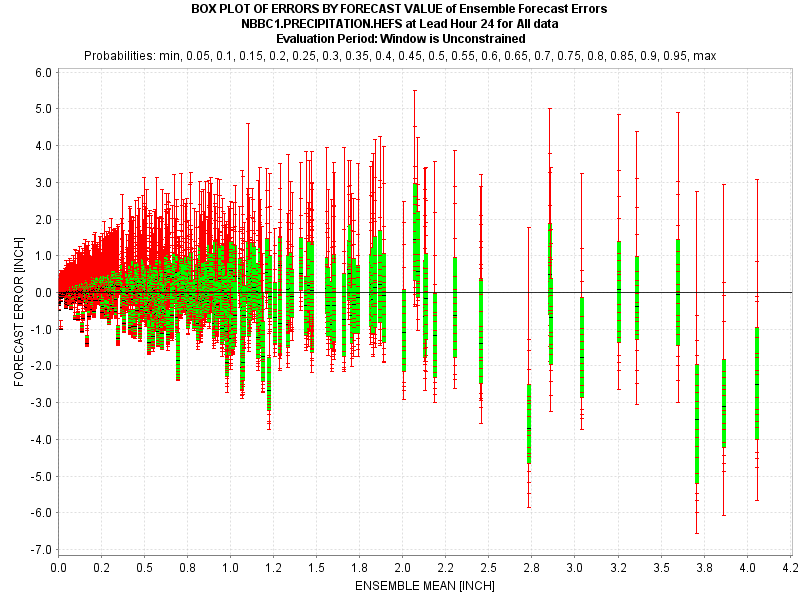 BOX PLOT OF ERRORS BY FORECAST VALUE of Ensemble Forecast Errors
NBBC1.PRECIPITATION.HEFS at Lead Hour 24 for All data
Evaluation Period: Window is Unconstrained
Probabilities: min, 0.05, 0.1, 0.15, 0.2, 0.25, 0.3, 0.35, 0.4, 0.45, 0.5, 0.55, 0.6, 0.65, 0.7, 0.75, 0.8, 0.85, 0.9, 0.95, max
FORECAST ERROR [INCH]
6.0
5.0
4.0
3.0
2.0
1.0
0.0
-1.0
-2.0
-3.0
-4.0
-5.0
-6.0
-7.0
0.0 0.2 0.5 0.8 1.0 1.2 1.5 1.8 2.0 2.2 2.5 2.8 3.0 3.2 3.5 3.8 4.0 4.2
ENSEMBLE MEAN [INCH]